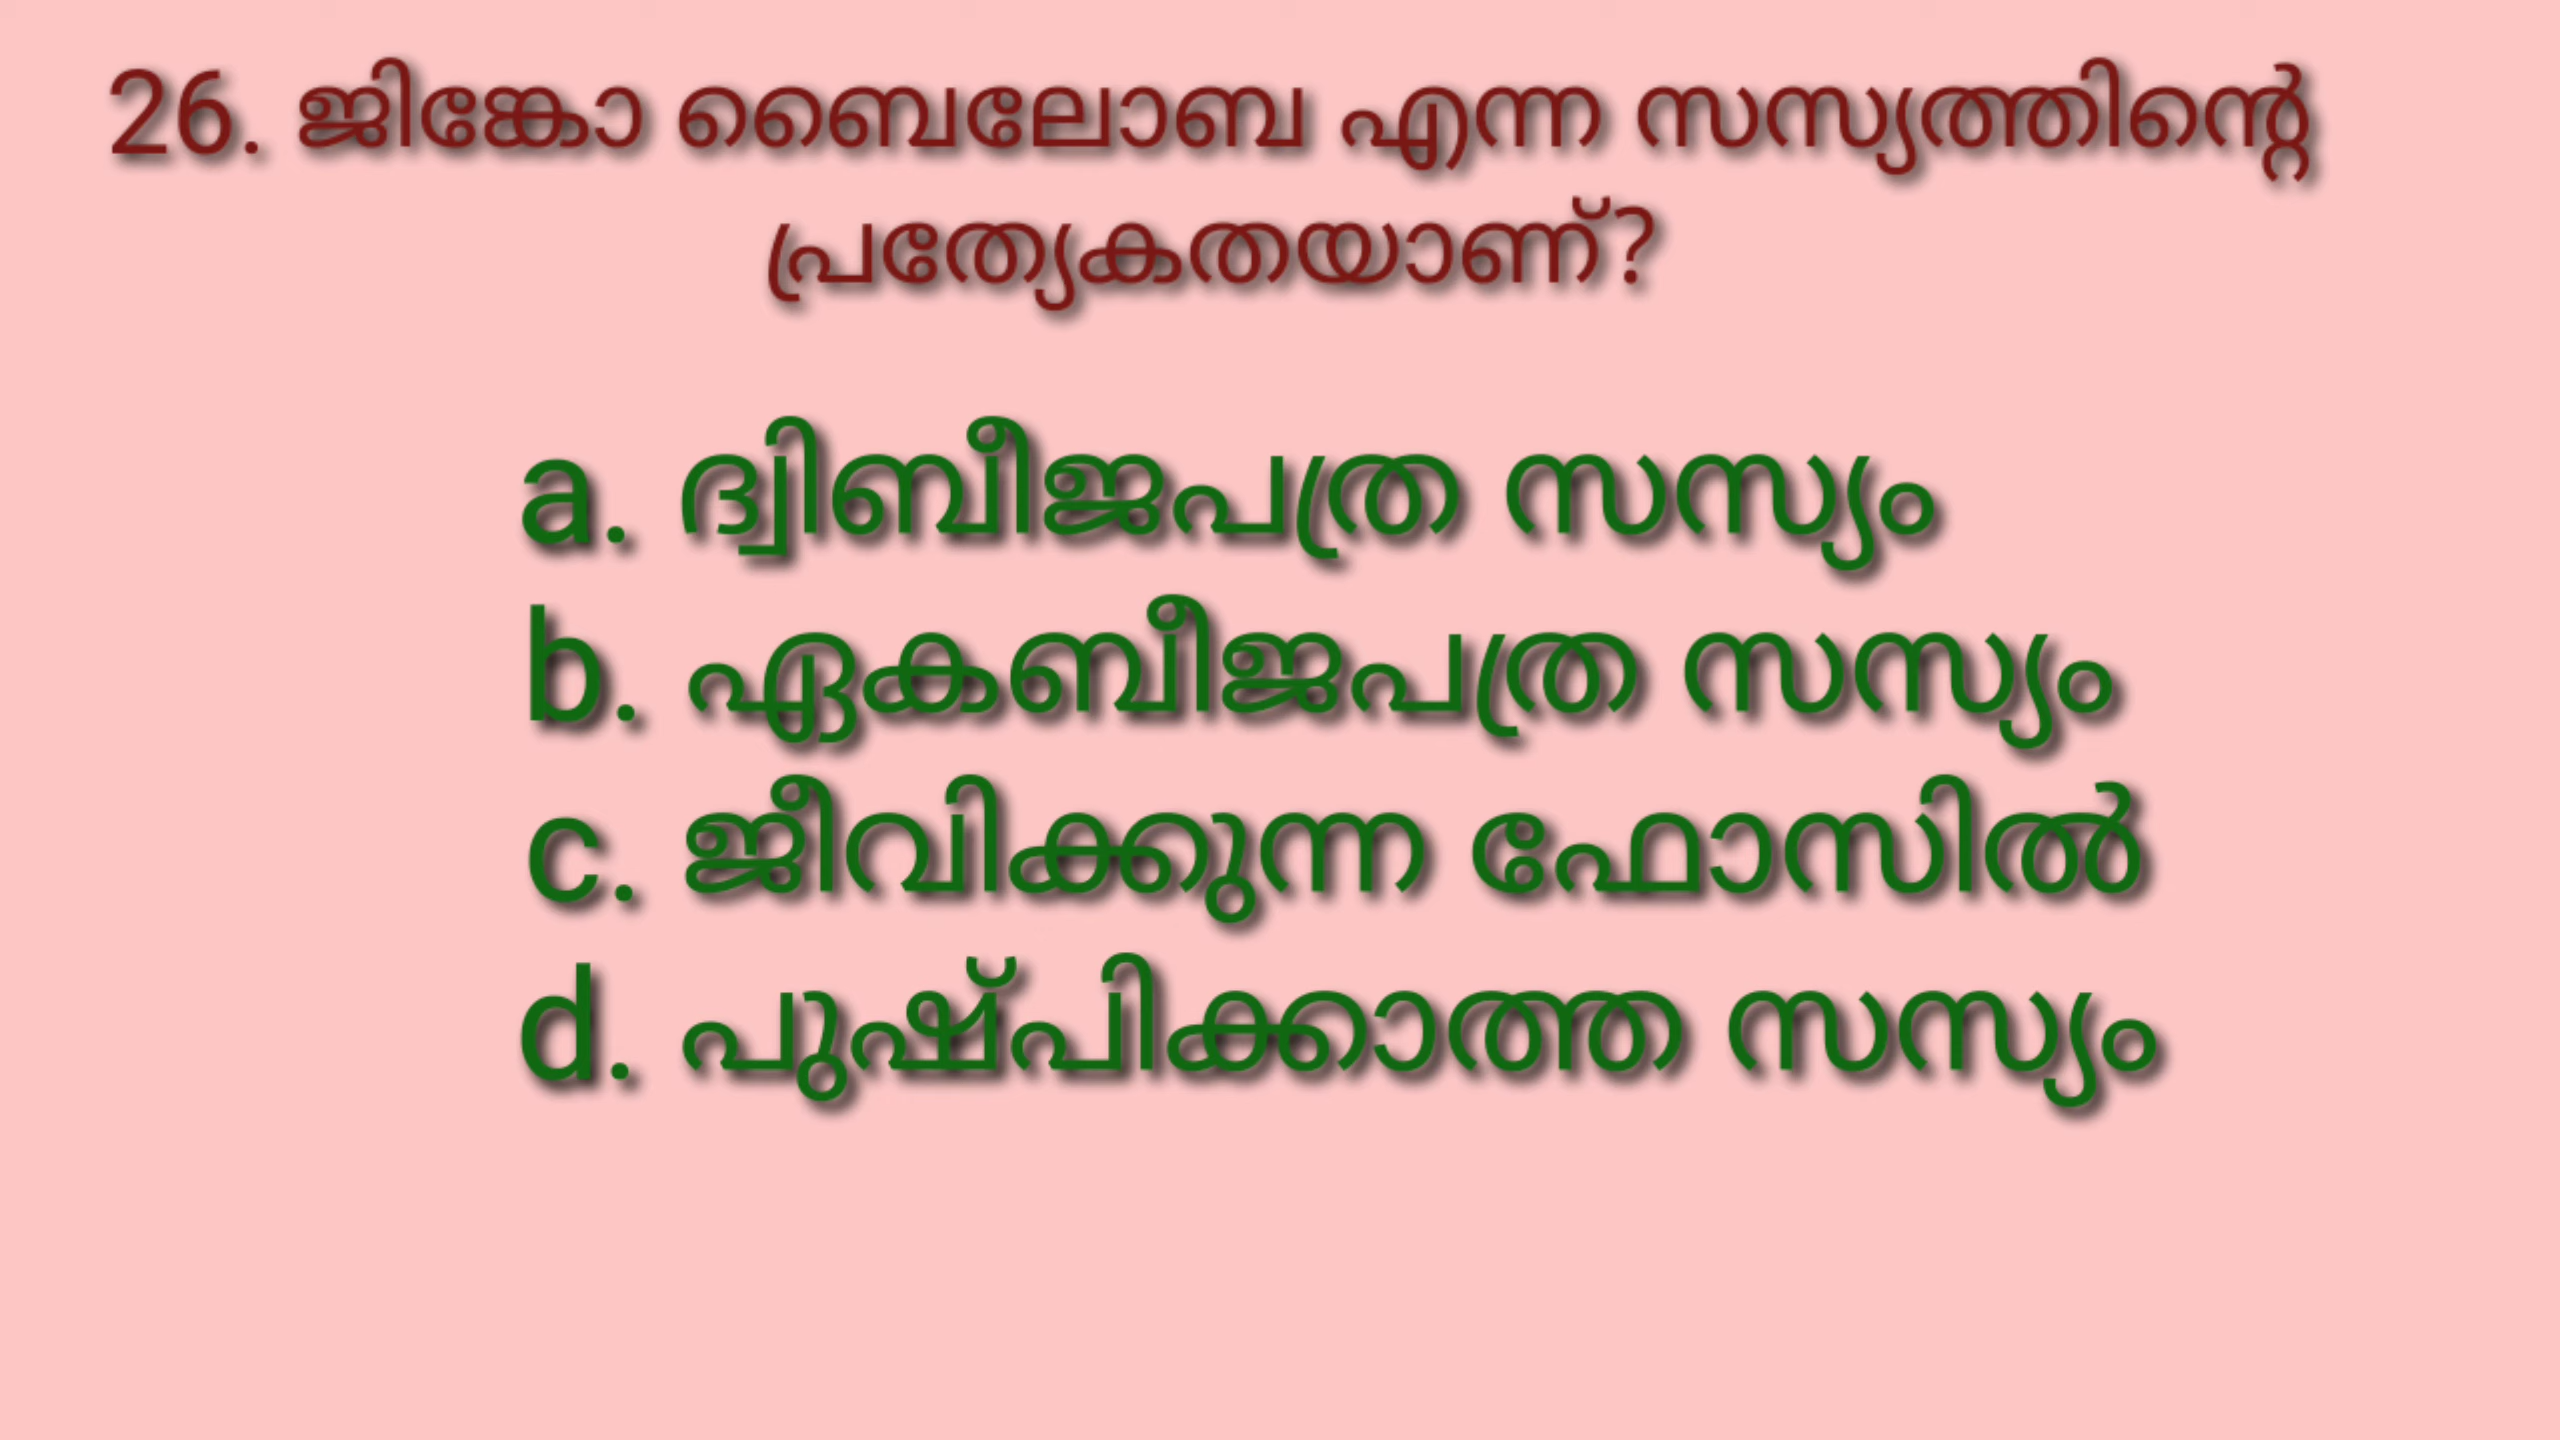 26. ജിങ്കോ ബൈലോബ എന്ന സസ്യത്തിന്റെ
പ്രത്യേകതയാണ്?
a. ദ്വിബീജപത്ര സസ്യം
b. ഏകബീജപത്ര സസ്യം
c. ജീവിക്കുന്ന ഫോസിൽ
d. പുഷ്പിക്കാത്ത സസ്യം